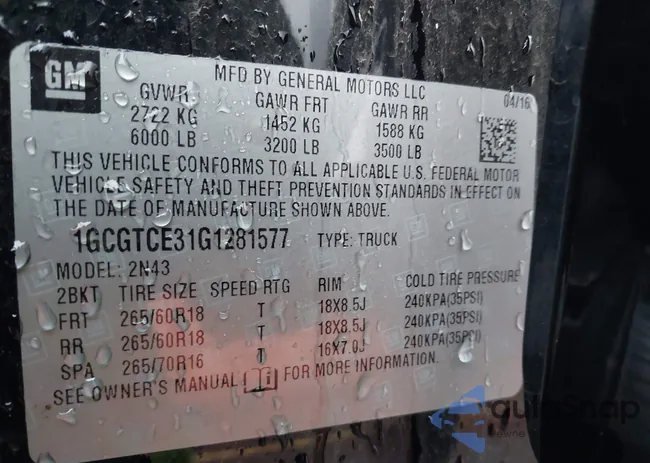 GM
MFD BY GENERAL MOTORS LLC
04/16
GVWR GAWR FRT GAWR RR
2722 KG 1452 KG 1588 KG
6000 LB 3200 LB 3500 LB
THIS VEHICLE CONFORMS TO ALL APPLICABLE U.S. FEDERAL MOTOR
VEHICLE SAFETY AND THEFT PREVENTION STANDARDS IN EFFECT ON
THE DATE OF MANUFACTURE SHOWN ABOVE.
1GCGTCE31G1281577 TYPE: TRUCK
MODEL: 2N43
2BKT TIRE SIZE SPEED RTG RIM COLD TIRE PRESSURE
FRT 265/60R18 T 18X8.5J 240KPA(35PSI)
RR 265/60R18 T 18X8.5J 240KPA(35PSI)
SPA 265/70R16 T 16X7.0J 240KPA(35PSI)
SEE OWNER'S MANUAL FOR MORE INFORMATION.